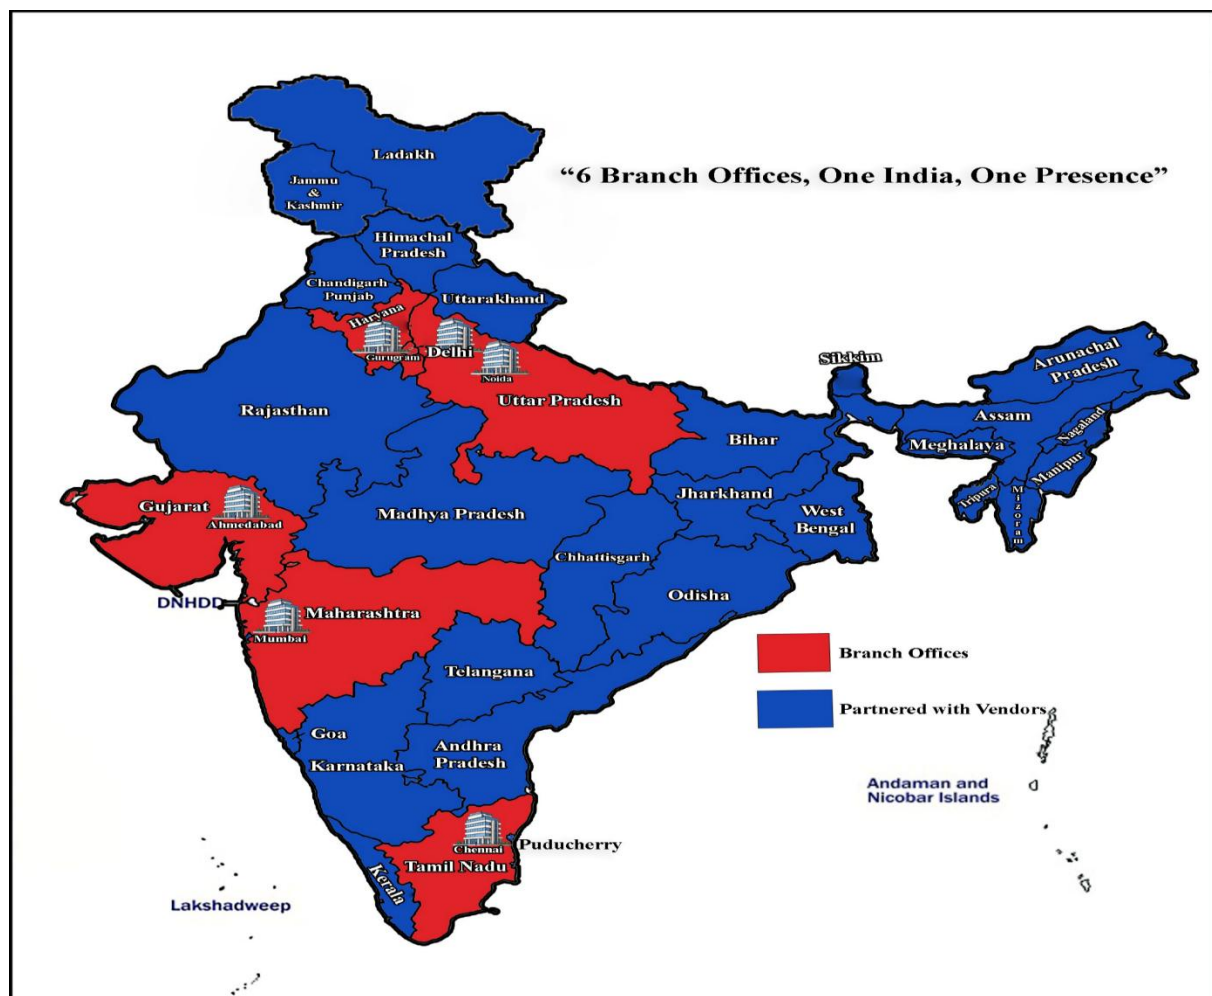 Ladakh
“6 Branch Offices, One India, One Presence”
Jammu
&
Kashmir
Himachal
Pradesh
Chandigarh
Punjab
Uttarakhand
Haryana
Gurugram
Delhi
Noida
Uttar Pradesh
Rajasthan
Sikkim
Arunachal
Pradesh
Assam
Nagaland
Meghalaya
Manipur
Tripura
Mizoram
Bihar
Jharkhand
West
Bengal
Gujarat
Ahmedabad
Madhya Pradesh
Chhattisgarh
Odisha
DNHDD
Maharashtra
Mumbai
Telangana
Branch Offices
Partnered with Vendors
Goa
Karnataka
Andhra
Pradesh
Andaman and
Nicobar Islands
Chennai
Puducherry
Tamil Nadu
Kerala
Lakshadweep